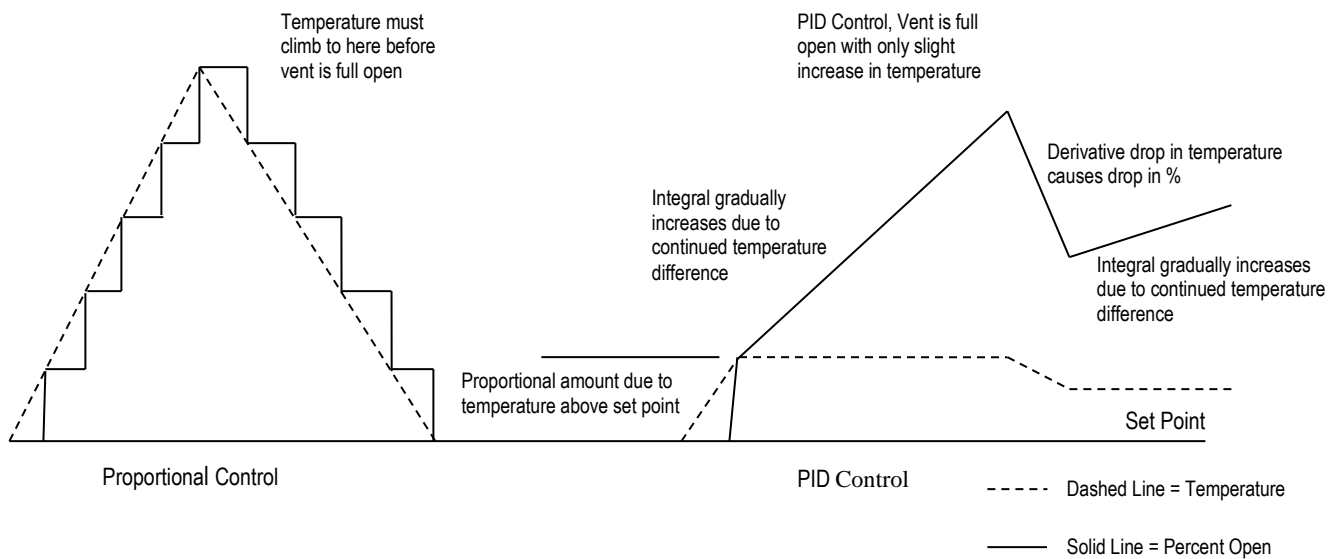 Temperature must
climb to here before
vent is full open
PID Control, Vent is full
open with only slight
increase in temperature
Derivative drop in temperature
causes drop in %
Integral gradually
increases due to
continued temperature
difference
Integral gradually increases
due to continued temperature
difference
Proportional amount due to
temperature above set point
Set Point
Proportional Control
PID Control
Dashed Line = Temperature
Solid Line = Percent Open